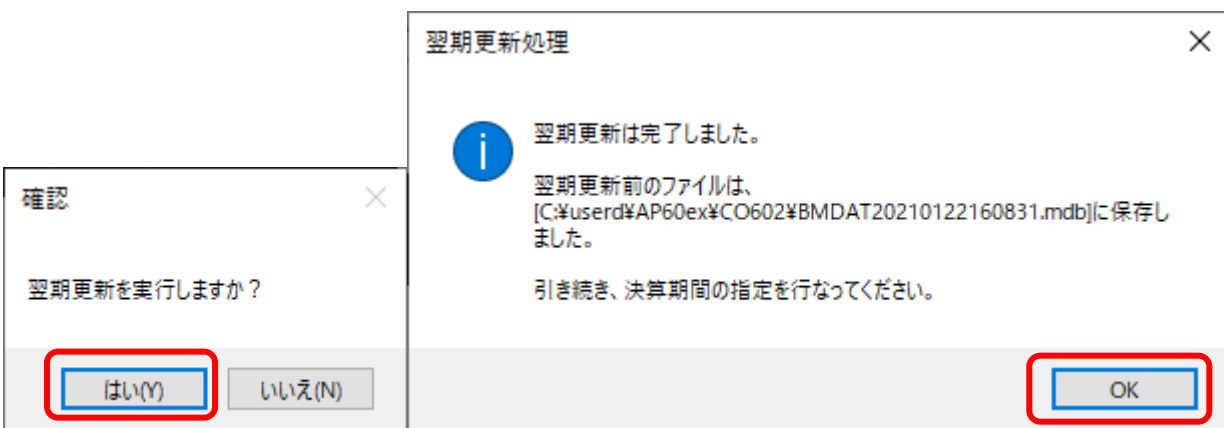 確認
翌期更新を実行しますか？
はい(Y)
いいえ(N)
翌期更新処理
翌期更新は完了しました。
翌期更新前のファイルは、
[C:¥userd¥AP60ex¥CO602¥BMDAT20210122160831.mdb]に保存し
ました。
引き続き、決算期間の指定を行なってください。
OK